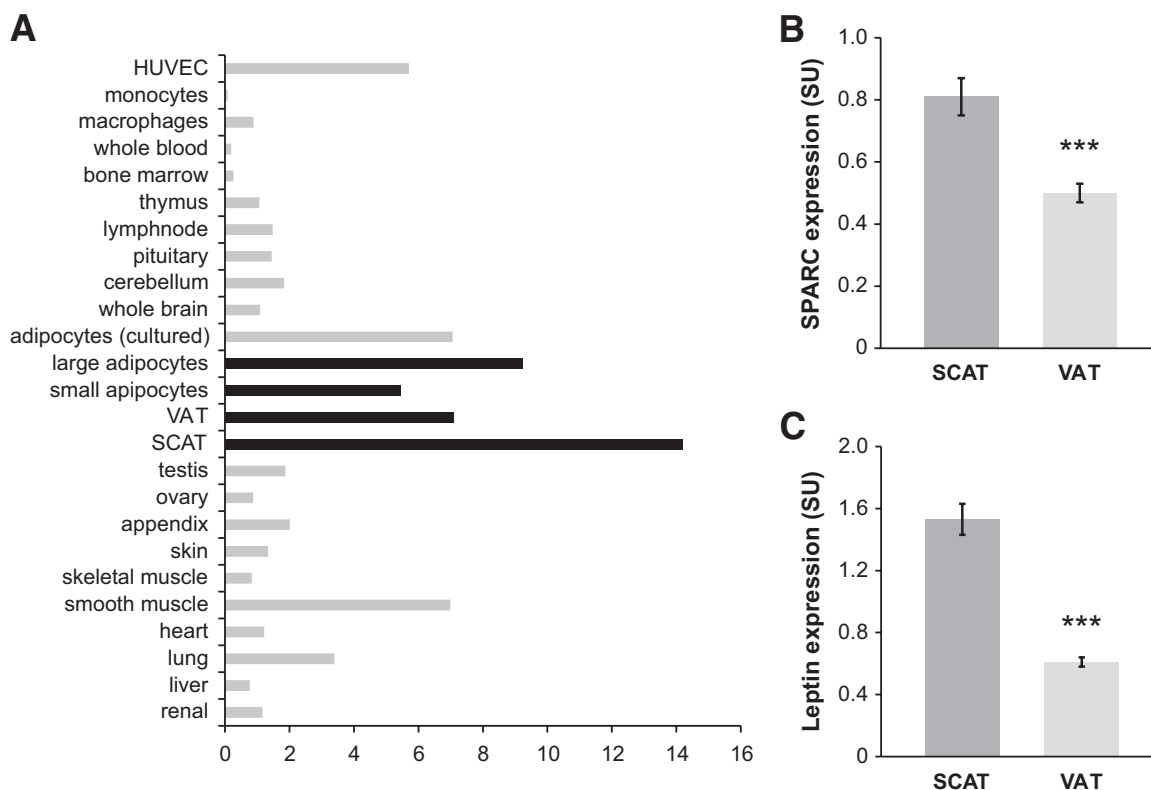 A
HUVEC
monocytes
macrophages
whole blood
bone marrow
thymus
lymphnode
pituitary
cerebellum
whole brain
adipocytes (cultured)
large adipocytes
small apipocytes
VAT
SCAT
testis
ovary
appendix
skin
skeletal muscle
smooth muscle
heart
lung
liver
renal
0 2 4 6 8 10 12 14 16
B
SPARC expression (SU)
1.0
0.8
0.6
0.4
0.2
0
***
SCAT VAT
C
Leptin expression (SU)
2.0
1.6
1.2
0.8
0.4
0
***
SCAT VAT